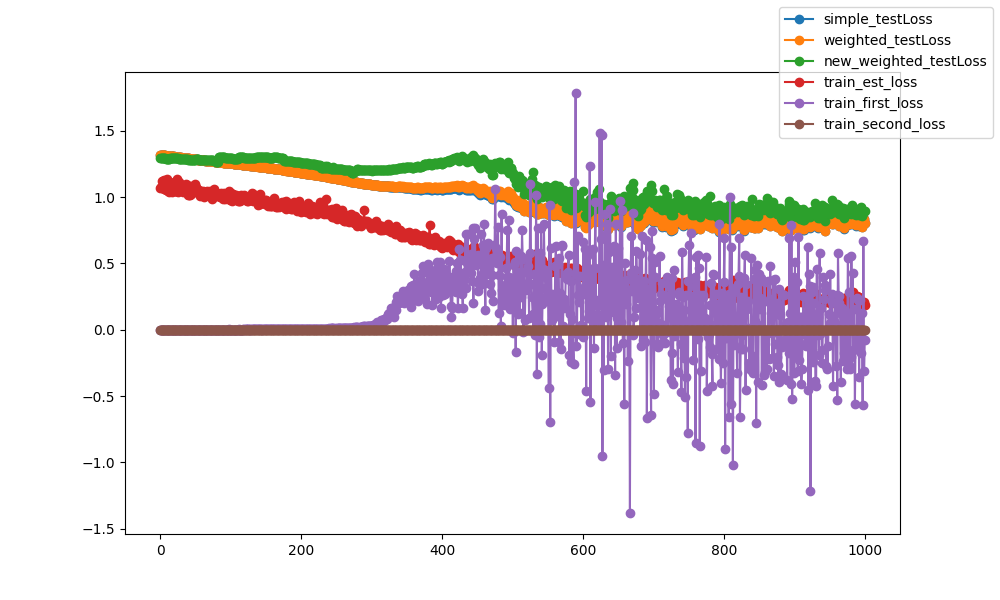 simple_testLoss
weighted_testLoss
new_weighted_testLoss
train_est_loss
train_first_loss
train_second_loss
1.5
1.0
0.5
0.0
−0.5
−1.0
−1.5
0 200 400 600 800 1000